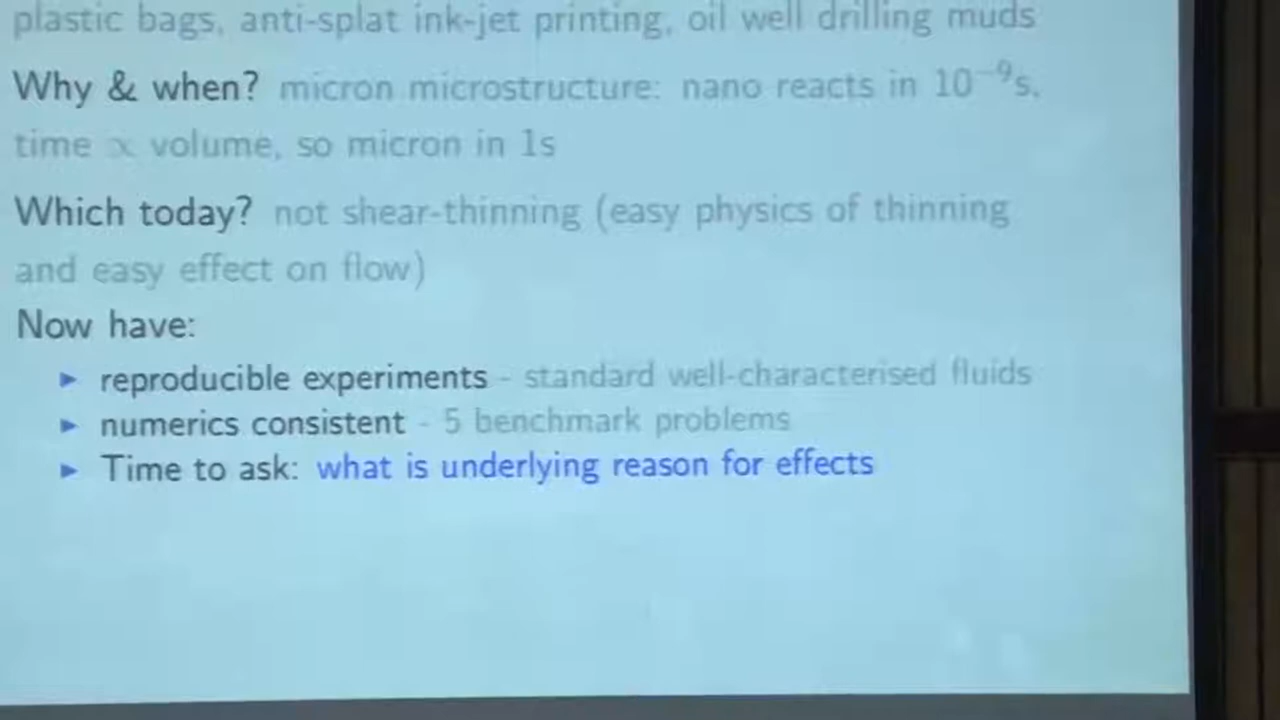 plastic bags, anti-splat ink-jet printing, oil well drilling muds
Why & when? micron microstructure: nano reacts in 10⁻⁹s,
time ∝ volume, so micron in 1s
Which today? not shear-thinning (easy physics of thinning
and easy effect on flow)
Now have:
▶ reproducible experiments - standard well-characterised fluids
▶ numerics consistent - 5 benchmark problems
▶ Time to ask: what is underlying reason for effects